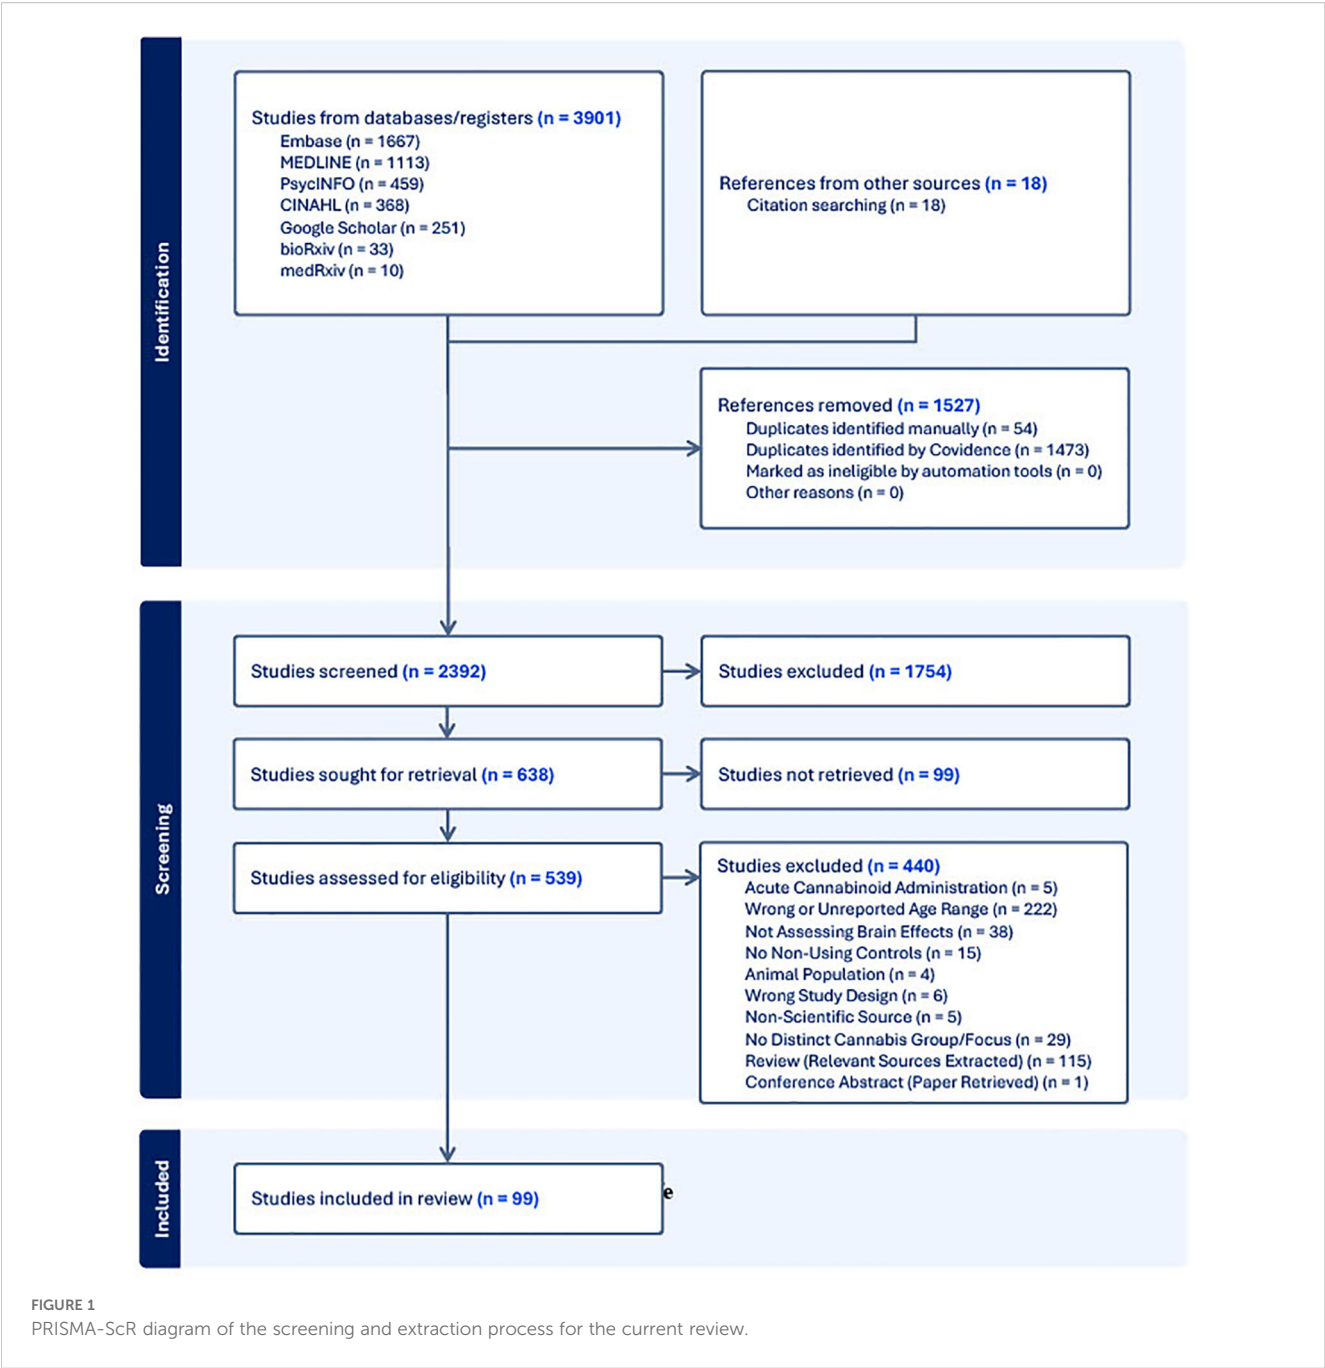 Identification
Studies from databases/registers (n = 3901)
Embase (n = 1667)
MEDLINE (n = 1113)
PsycINFO (n = 459)
CINAHL (n = 368)
Google Scholar (n = 251)
bioRxiv (n = 33)
medRxiv (n = 10)
References from other sources (n = 18)
Citation searching (n = 18)
References removed (n = 1527)
Duplicates identified manually (n = 54)
Duplicates identified by Covidence (n = 1473)
Marked as ineligible by automation tools (n = 0)
Other reasons (n = 0)
Screening
Studies screened (n = 2392)
Studies excluded (n = 1754)
Studies sought for retrieval (n = 638)
Studies not retrieved (n = 99)
Studies assessed for eligibility (n = 539)
Studies excluded (n = 440)
Acute Cannabinoid Administration (n = 5)
Wrong or Unreported Age Range (n = 222)
Not Assessing Brain Effects (n = 38)
No Non-Using Controls (n = 15)
Animal Population (n = 4)
Wrong Study Design (n = 6)
Non-Scientific Source (n = 5)
No Distinct Cannabis Group/Focus (n = 29)
Review (Relevant Sources Extracted) (n = 115)
Conference Abstract (Paper Retrieved) (n = 1)
Included
Studies included in review (n = 99)
e
FIGURE 1
PRISMA-ScR diagram of the screening and extraction process for the current review.